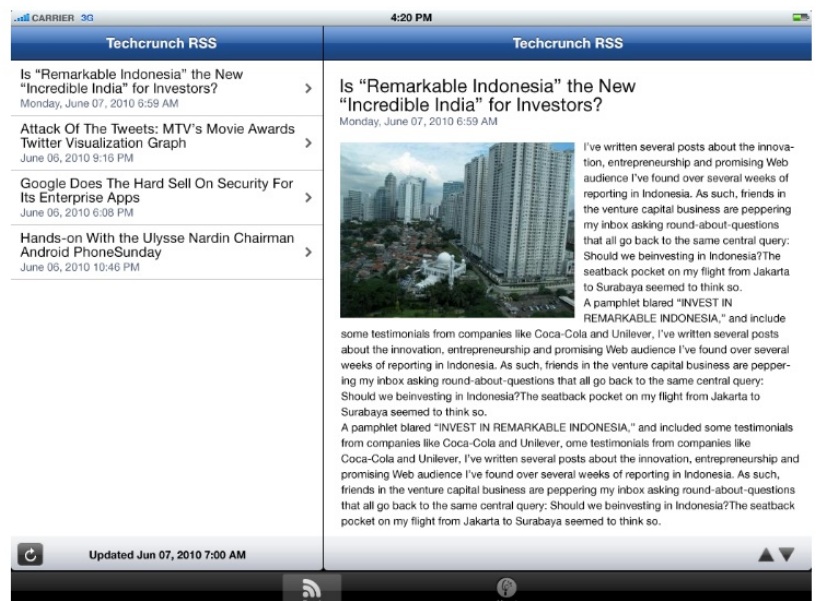 CARRIER 3G
4:20 PM
Techcrunch RSS
Is “Remarkable Indonesia” the New
“Incredible India” for Investors?
Monday, June 07, 2010 6:59 AM
Attack Of The Tweets: MTV’s Movie Awards
Twitter Visualization Graph
June 06, 2010 9:16 PM
Google Does The Hard Sell On Security For
Its Enterprise Apps
June 06, 2010 6:08 PM
Hands-on With the Ulysse Nardin Chairman
Android PhoneSunday
June 06, 2010 10:46 PM
Updated Jun 07, 2010 7:00 AM
Techcrunch RSS
Is “Remarkable Indonesia” the New
“Incredible India” for Investors?
Monday, June 07, 2010 6:59 AM
I’ve written several posts about the innova-
tion, entrepreneurship and promising Web
audience I’ve found over several weeks of
reporting in Indonesia. As such, friends in
the venture capital business are peppering
my inbox asking round-about-questions
that all go back to the same central query:
Should we beinvesting in Indonesia?The
seatback pocket on my flight from Jakarta
to Surabaya seemed to think so.
A pamphlet blared “INVEST IN
REMARKABLE INDONESIA,” and include
some testimonials from companies like Coca-Cola and Unilever, I’ve written several posts
about the innovation, entrepreneurship and promising Web audience I’ve found over several
weeks of reporting in Indonesia. As such, friends in the venture capital business are pepper-
ing my inbox asking round-about-questions that all go back to the same central query:
Should we beinvesting in Indonesia?The seatback pocket on my flight from Jakarta to
Surabaya seemed to think so.
A pamphlet blared “INVEST IN REMARKABLE INDONESIA,” and included some testimonials
from companies like Coca-Cola and Unilever, ome testimonials from companies like
Coca-Cola and Unilever, I’ve written several posts about the innovation, entrepreneurship and
promising Web audience I’ve found over several weeks of reporting in Indonesia. As such,
friends in the venture capital business are peppering my inbox asking round-about-questions
that all go back to the same central query: Should we beinvesting in Indonesia?The seatback
pocket on my flight from Jakarta to Surabaya seemed to think so.